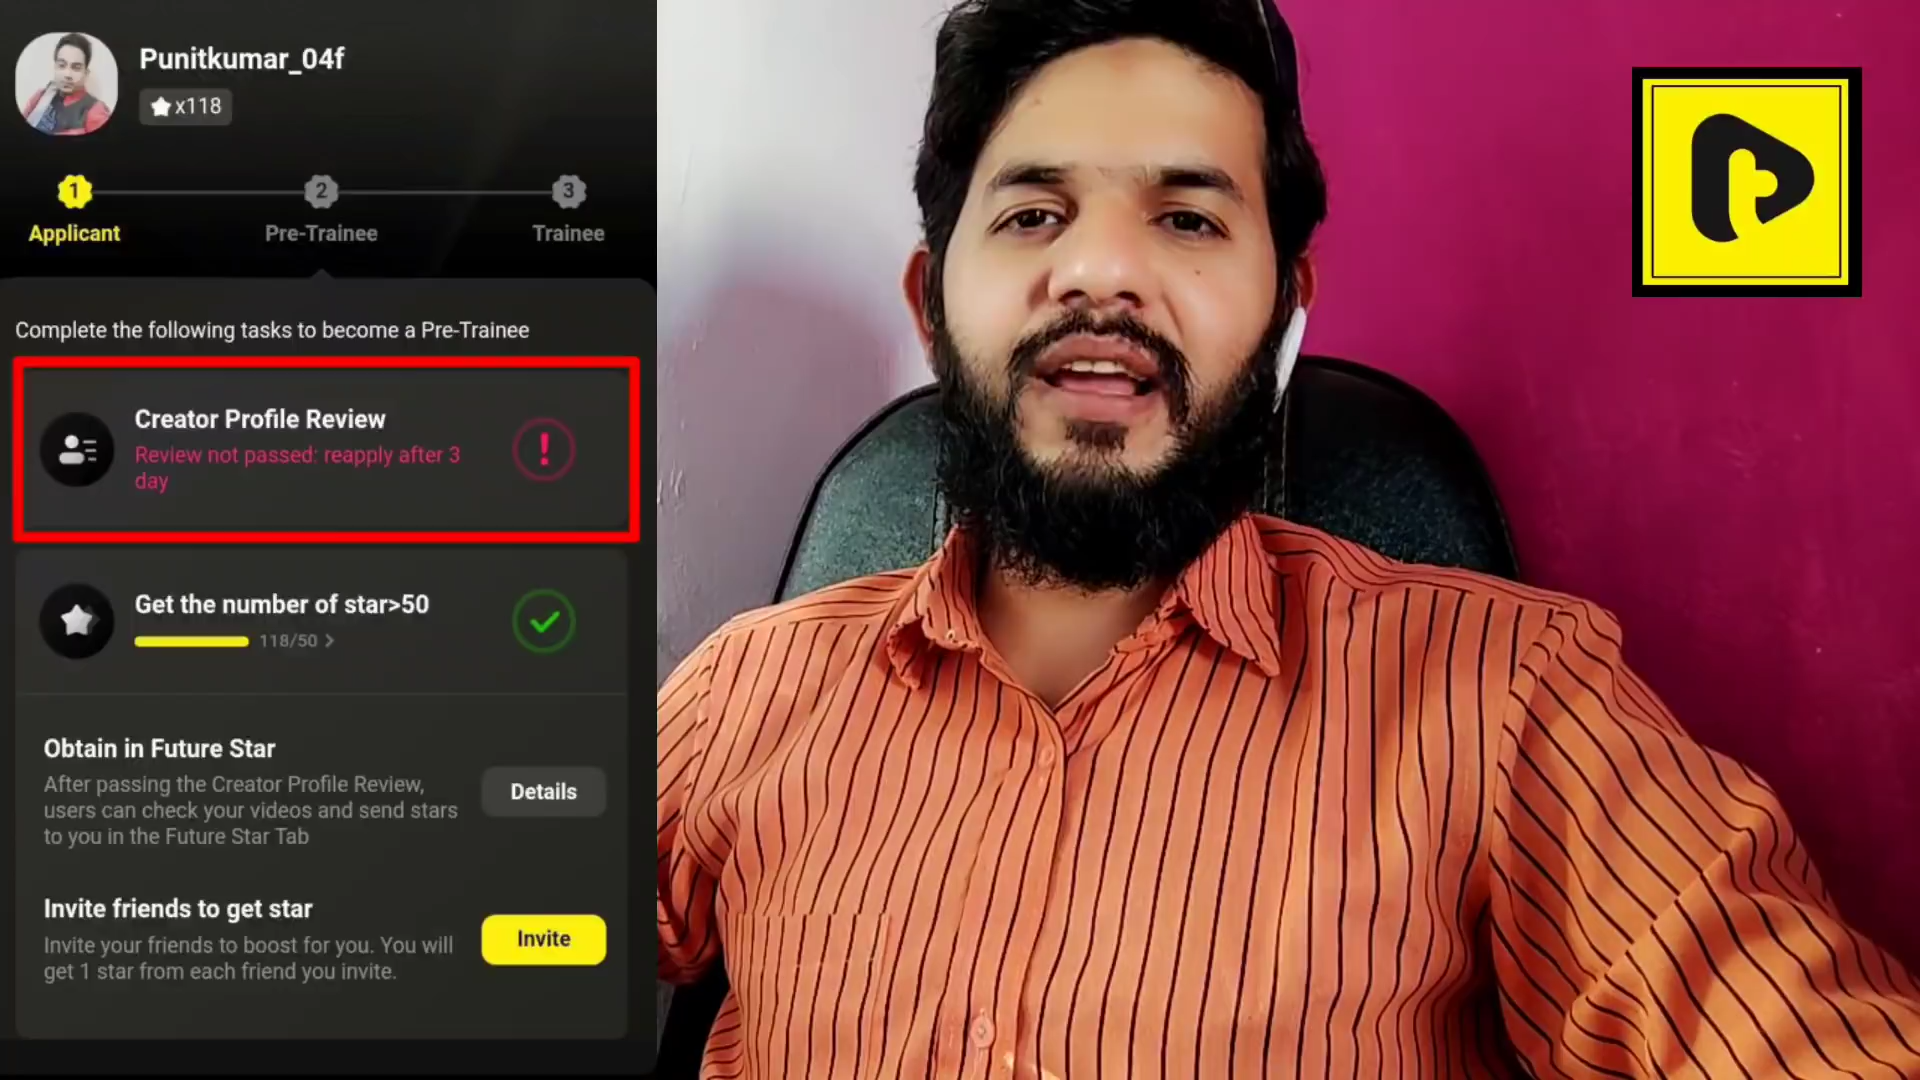 Punitkumar_04f
x118
1
2
3
Applicant
Pre-Trainee
Trainee
Complete the following tasks to become a Pre-Trainee
Creator Profile Review
Review not passed: reapply after 3
day
!
Get the number of star>50
118/50 >
Obtain in Future Star
After passing the Creator Profile Review,
users can check your videos and send stars
to you in the Future Star Tab
Details
Invite friends to get star
Invite your friends to boost for you. You will
get 1 star from each friend you invite.
Invite